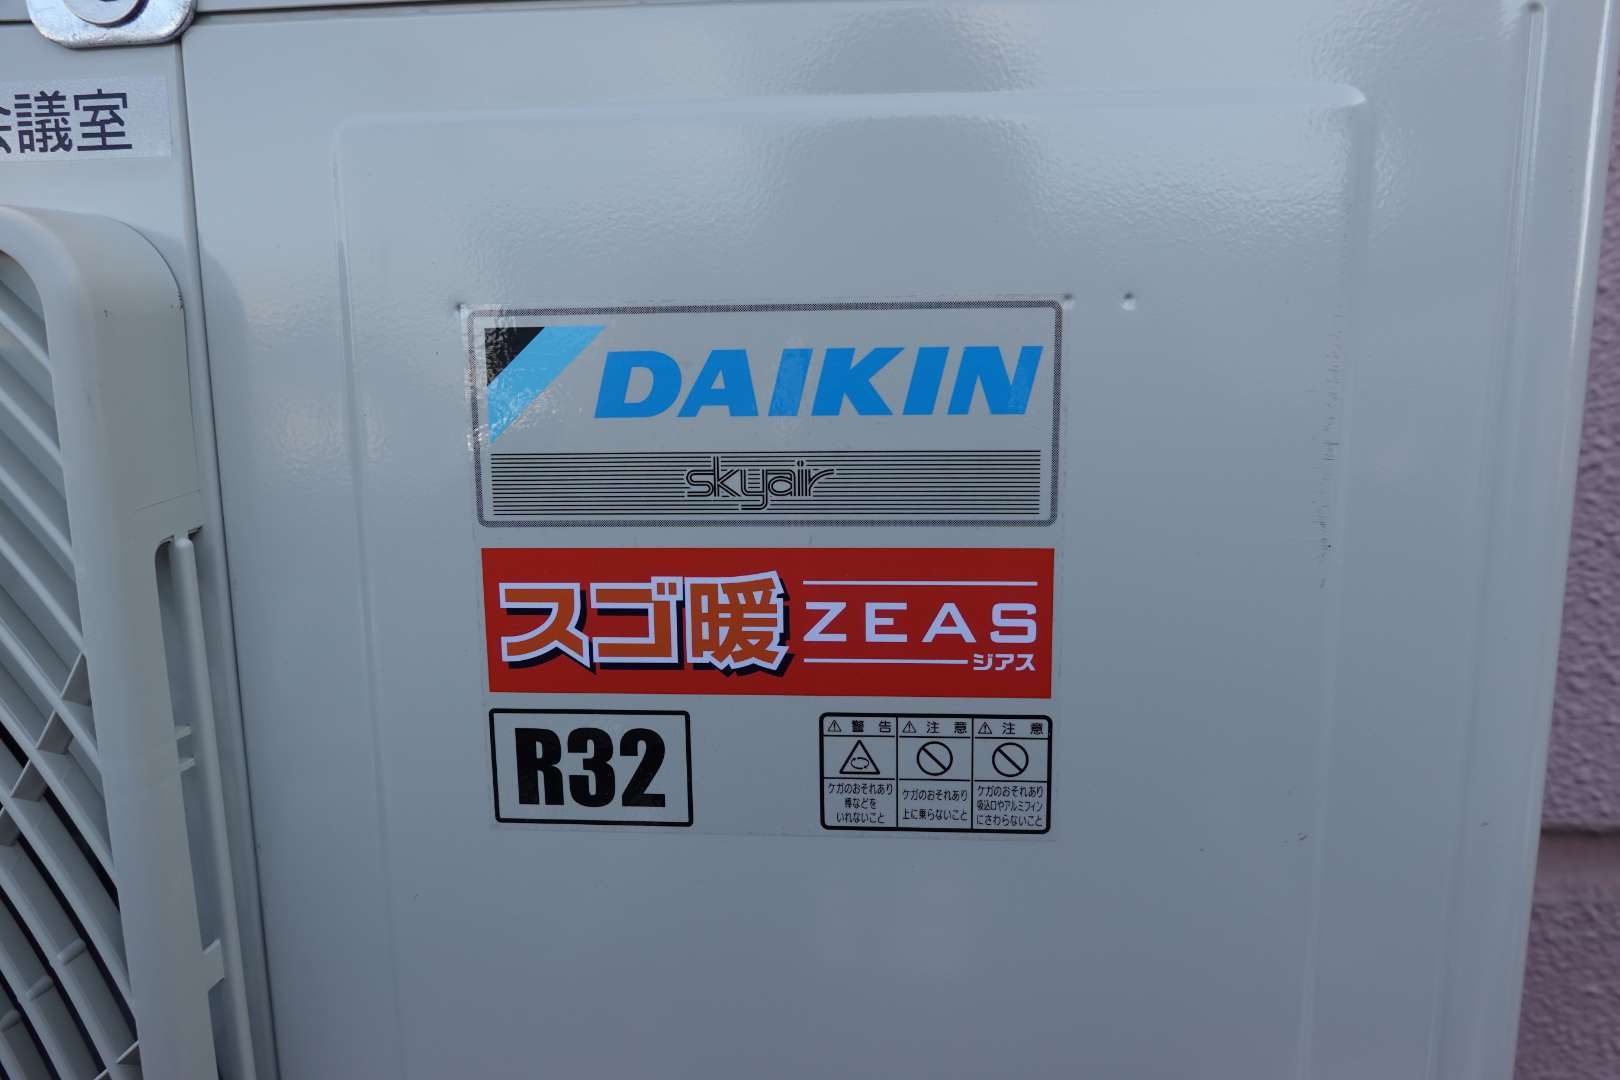 議室
DAIKIN
skyair
スゴ暖 ZEAS
ジアス
R32
⚠警告
ケガのおそれあり
棒などを
いれないこと
⚠注意
ケガのおそれあり
上に乗らないこと
⚠注意
ケガのおそれあり
吸込口やアルミフィン
にさわらないこと